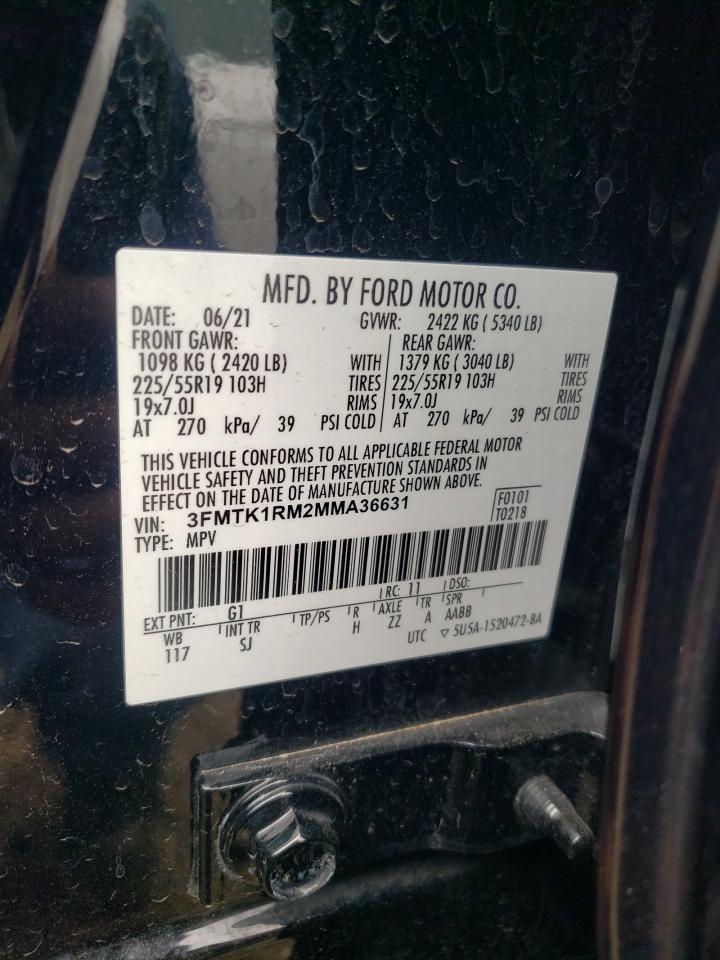 MFD. BY FORD MOTOR CO.
DATE: 06/21 GVWR: 2422 KG ( 5340 LB)
FRONT GAWR: REAR GAWR:
1098 KG ( 2420 LB) WITH 1379 KG ( 3040 LB) WITH
225/55R19 103H TIRES 225/55R19 103H TIRES
19x7.0J RIMS 19x7.0J RIMS
AT 270 kPa/ 39 PSI COLD AT 270 kPa/ 39 PSI COLD
THIS VEHICLE CONFORMS TO ALL APPLICABLE FEDERAL MOTOR
VEHICLE SAFETY AND THEFT PREVENTION STANDARDS IN
EFFECT ON THE DATE OF MANUFACTURE SHOWN ABOVE.
VIN: 3FMTK1RM2MMA36631 F0101
TYPE: MPV T0218
EXT PNT: G1 RC: 11 DSO:
WB INT TR TP/PS R AXLE TR SPR
117 SJ H ZZ A AABB
UTC ▽ 5U5A-1520472-BA